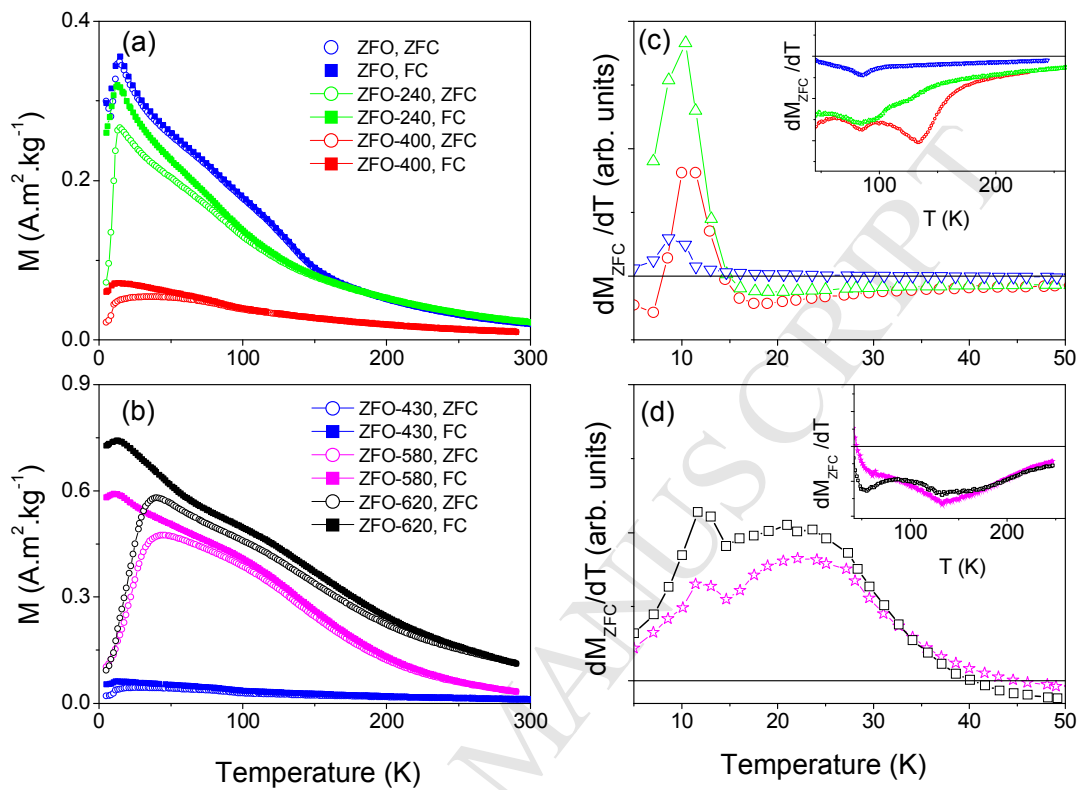 (a)
ZFO, ZFC
ZFO, FC
ZFO-240, ZFC
ZFO-240, FC
ZFO-400, ZFC
ZFO-400, FC
M (A.m².kg⁻¹)
0.4
0.2
0.0
0
100
200
300
(c)
dM_ZFC/dT (arb. units)
dM_ZFC/dT
100
200
T (K)
10
20
30
40
50
(b)
ZFO-430, ZFC
ZFO-430, FC
ZFO-580, ZFC
ZFO-580, FC
ZFO-620, ZFC
ZFO-620, FC
M (A.m².kg⁻¹)
0.9
0.6
0.3
0.0
0
100
200
300
Temperature (K)
(d)
dM_ZFC/dT (arb. units)
dM_ZFC/dT
100
200
T (K)
10
20
30
40
50
Temperature (K)
MANUSCRIPT